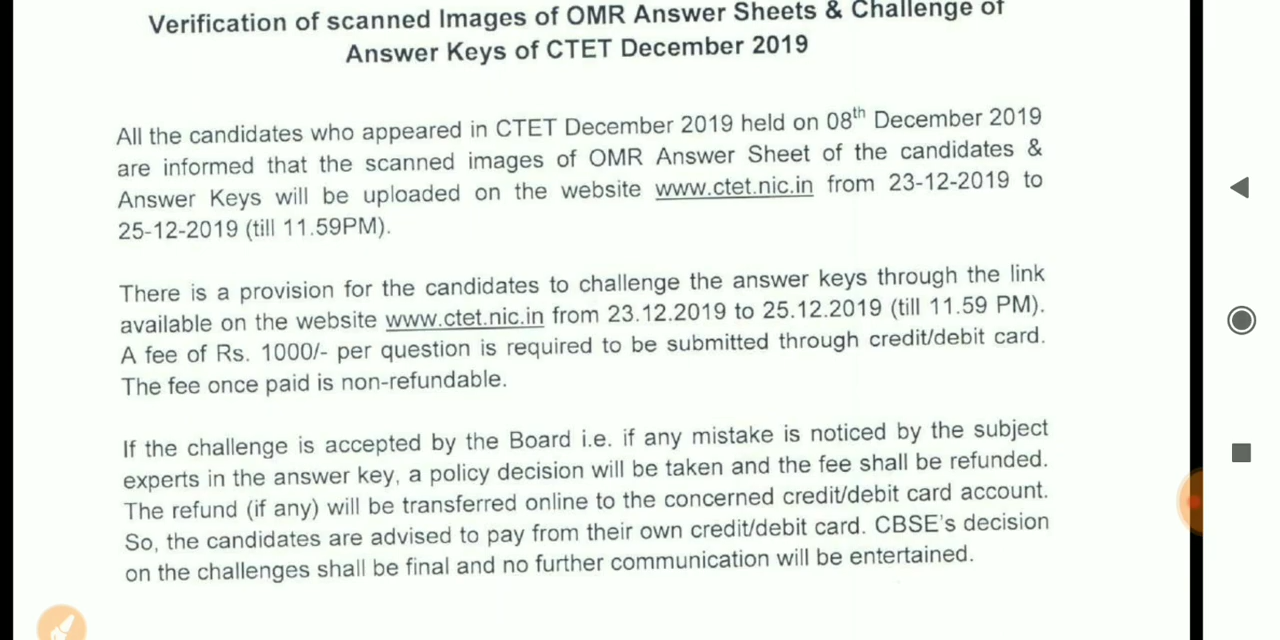 Verification of scanned Images of OMR Answer Sheets & Challenge of
Answer Keys of CTET December 2019
All the candidates who appeared in CTET December 2019 held on 08th December 2019
are informed that the scanned images of OMR Answer Sheet of the candidates &
Answer Keys will be uploaded on the website www.ctet.nic.in from 23-12-2019 to
25-12-2019 (till 11.59PM).
There is a provision for the candidates to challenge the answer keys through the link
available on the website www.ctet.nic.in from 23.12.2019 to 25.12.2019 (till 11.59 PM).
A fee of Rs. 1000/- per question is required to be submitted through credit/debit card.
The fee once paid is non-refundable.
If the challenge is accepted by the Board i.e. if any mistake is noticed by the subject
experts in the answer key, a policy decision will be taken and the fee shall be refunded.
The refund (if any) will be transferred online to the concerned credit/debit card account.
So, the candidates are advised to pay from their own credit/debit card. CBSE's decision
on the challenges shall be final and no further communication will be entertained.